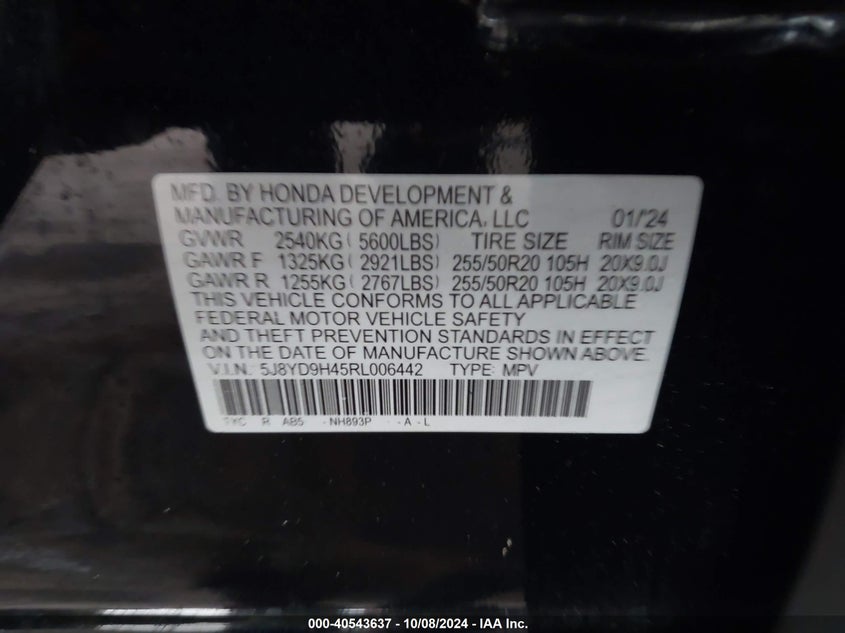 MFD. BY HONDA DEVELOPMENT &
MANUFACTURING OF AMERICA, LLC 01/'24
GVWR 2540KG ( 5600LBS) TIRE SIZE RIM SIZE
GAWR F 1325KG ( 2921LBS) 255/50R20 105H 20X9.0J
GAWR R 1255KG ( 2767LBS) 255/50R20 105H 20X9.0J
THIS VEHICLE CONFORMS TO ALL APPLICABLE
FEDERAL MOTOR VEHICLE SAFETY
AND THEFT PREVENTION STANDARDS IN EFFECT
ON THE DATE OF MANUFACTURE SHOWN ABOVE.
V.I.N.: 5J8YD9H45RL006442 TYPE: MPV
TYC R AB5 - NH893P - A - L
000-40543637 - 10/08/2024 - IAA Inc.